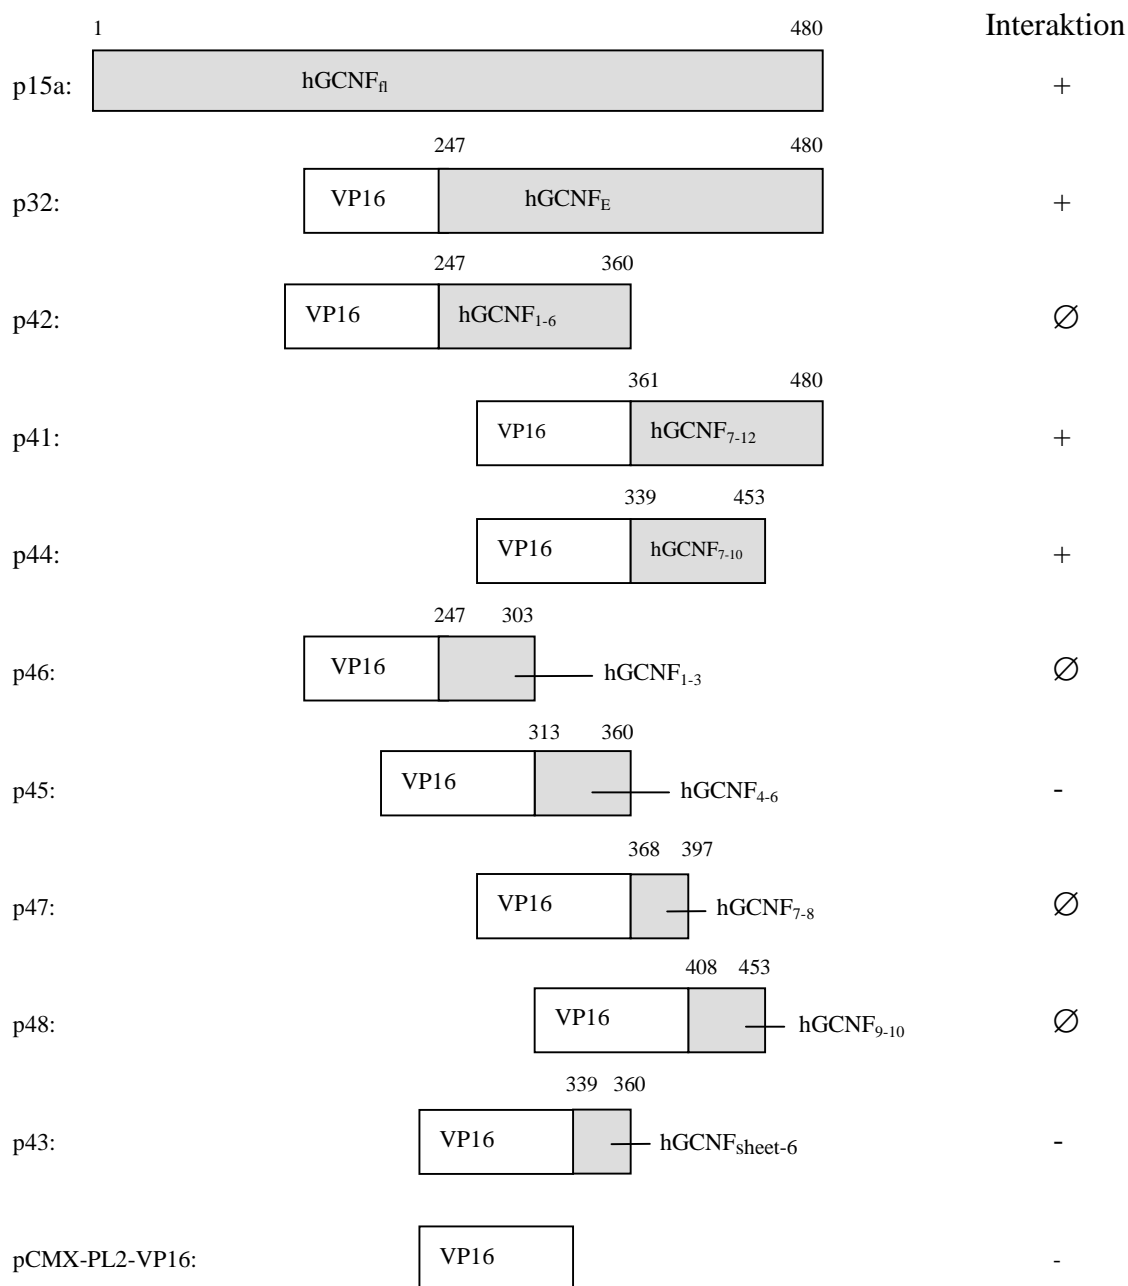 1 480 Interaktion
p15a: hGCNFfl +
247 480
p32: VP16 hGCNFE +
247 360
p42: VP16 hGCNF1-6 ∅
361 480
p41: VP16 hGCNF7-12 +
339 453
p44: VP16 hGCNF7-10 +
247 303
p46: VP16 hGCNF1-3 ∅
313 360
p45: VP16 hGCNF4-6 -
368 397
p47: VP16 hGCNF7-8 ∅
408 453
p48: VP16 hGCNF9-10 ∅
339 360
p43: VP16 hGCNFsheet-6 -
pCMX-PL2-VP16: VP16 -